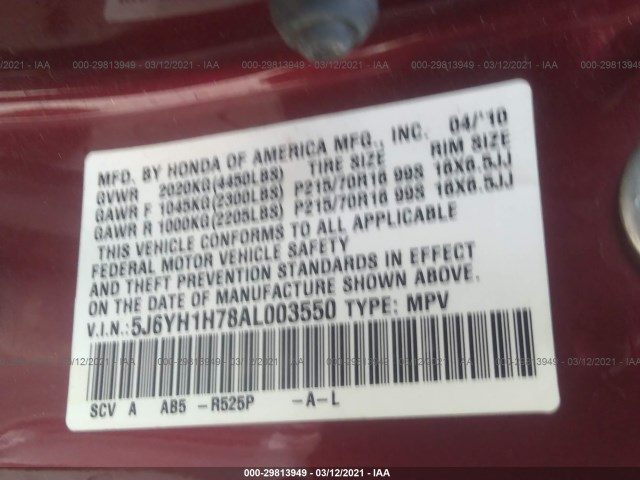 000-29813949 - 03/12/2021 - IAA
MFD. BY HONDA OF AMERICA MFG., INC. 04/'10
GVWR 2020KG(4450LBS) TIRE SIZE RIM SIZE
GAWR F 1045KG(2300LBS) P215/70R16 99S 16X6.5JJ
GAWR R 1000KG(2205LBS) P215/70R16 99S 16X6.5JJ
THIS VEHICLE CONFORMS TO ALL APPLICABLE
FEDERAL MOTOR VEHICLE SAFETY
AND THEFT PREVENTION STANDARDS IN EFFECT
ON THE DATE OF MANUFACTURE SHOWN ABOVE.
V.I.N.: 5J6YH1H78AL003550 TYPE: MPV
SCV A AB5 -R525P -A-L
000-29813949 - 03/12/2021 - IAA